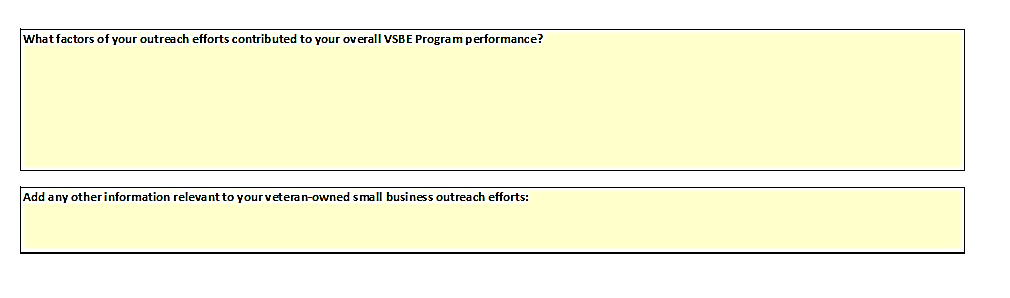 What factors of your outreach efforts contributed to your overall VSBE Program performance?
Add any other information relevant to your veteran-owned small business outreach efforts: